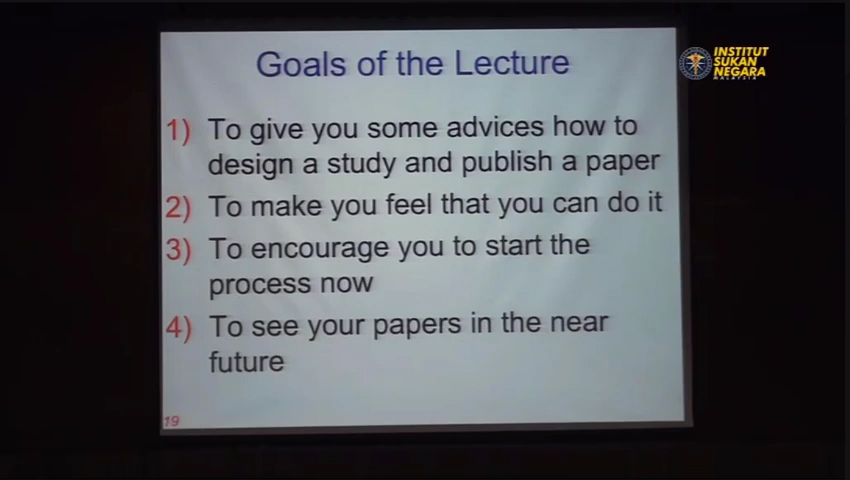 Goals of the Lecture
INSTITUT
SUKAN
NEGARA
MALAYSIA
1) To give you some advices how to
design a study and publish a paper
2) To make you feel that you can do it
3) To encourage you to start the
process now
4) To see your papers in the near
future
19